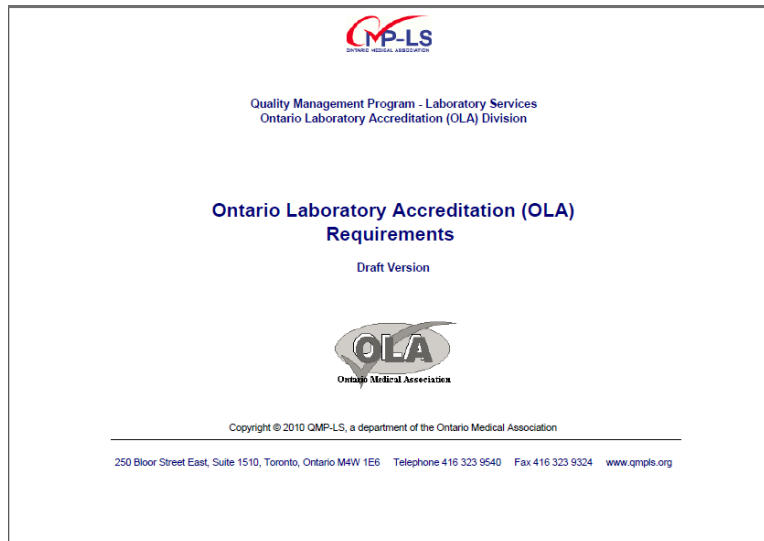 QMP-LS
ONTARIO MEDICAL ASSOCIATION
Quality Management Program - Laboratory Services
Ontario Laboratory Accreditation (OLA) Division
Ontario Laboratory Accreditation (OLA)
Requirements
Draft Version
OLA
Ontario Medical Association
Copyright © 2010 QMP-LS, a department of the Ontario Medical Association
250 Bloor Street East, Suite 1510, Toronto, Ontario M4W 1E6 Telephone 416 323 9540 Fax 416 323 9324 www.qmpls.org